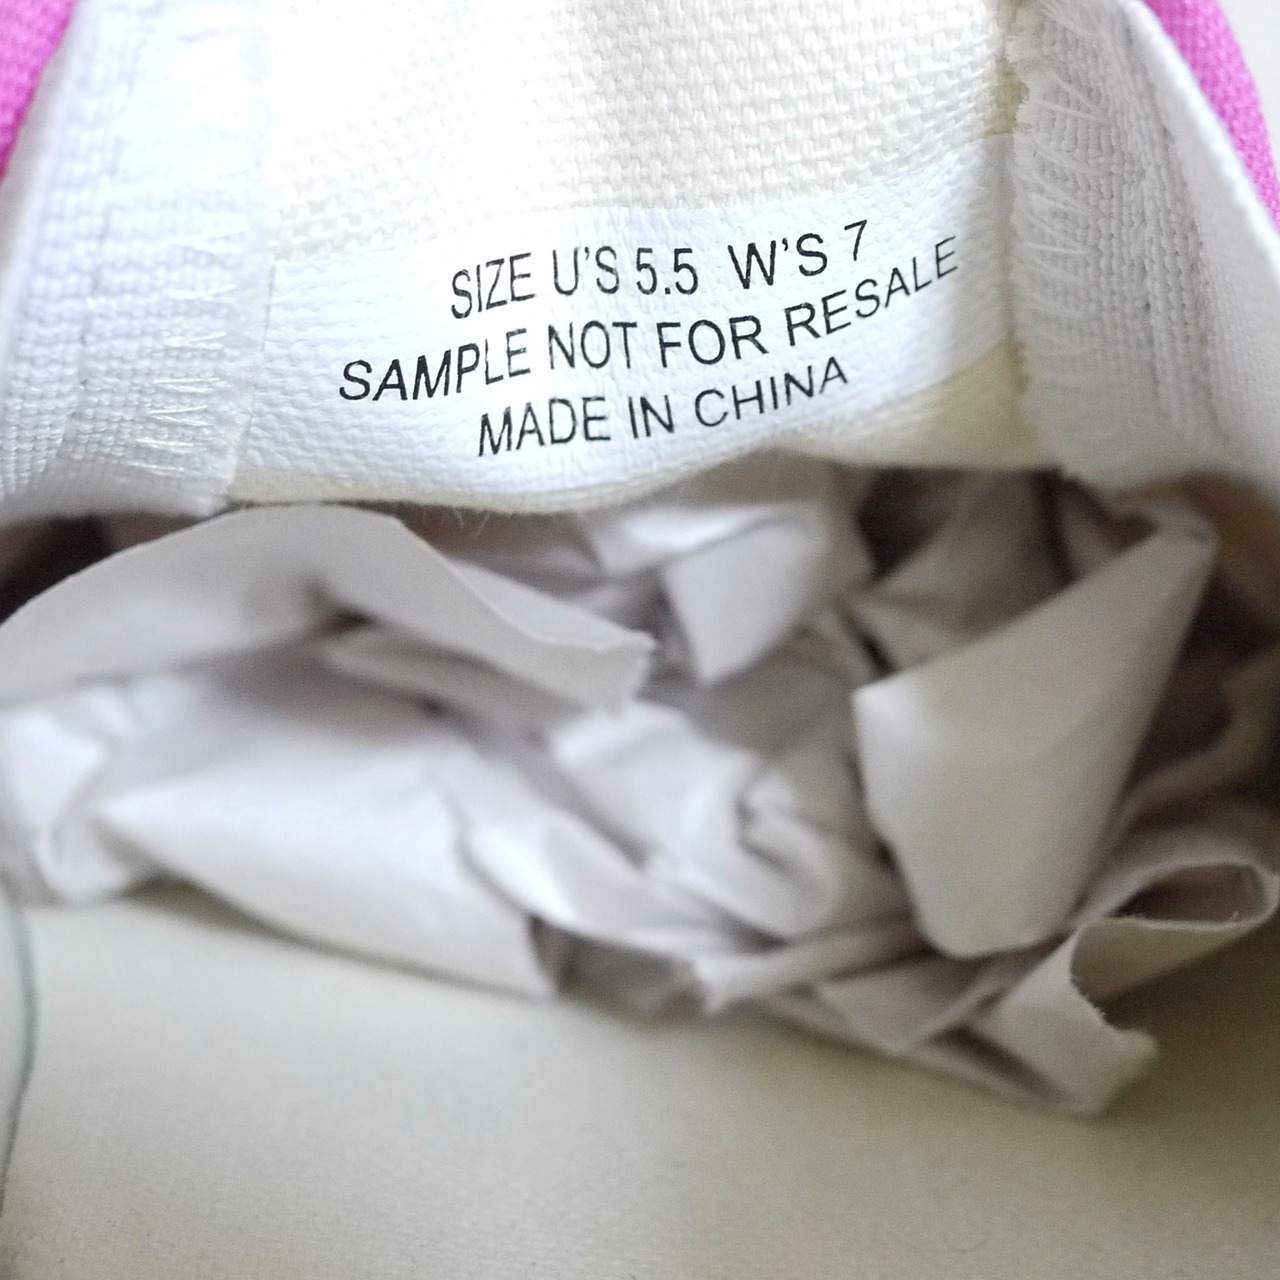 SIZE U'S 5.5 W'S 7
SAMPLE NOT FOR RESALE
MADE IN CHINA